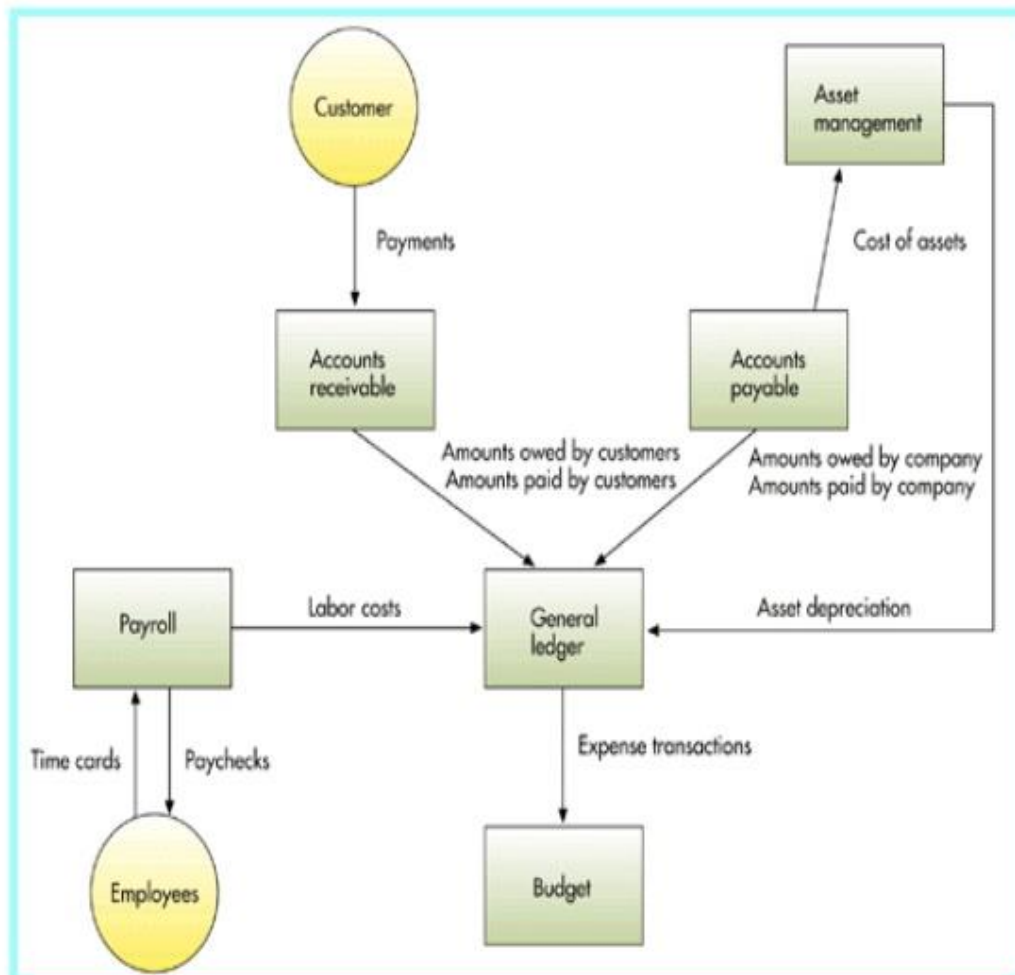 Customer
Asset
management
Payments
Cost of assets
Accounts
receivable
Accounts
payable
Amounts owed by customers
Amounts paid by customers
Amounts owed by company
Amounts paid by company
Payroll
Labor costs
General
ledger
Asset depreciation
Time cards
Paychecks
Expense transactions
Employees
Budget